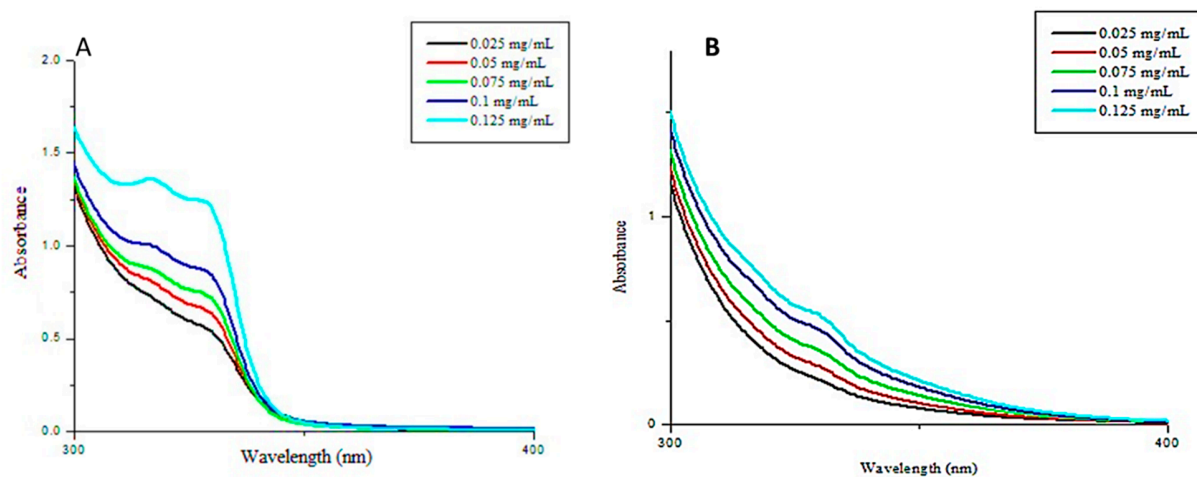 A
0.025 mg/mL
0.05 mg/mL
0.075 mg/mL
0.1 mg/mL
0.125 mg/mL
2.0
1.5
1.0
0.5
0.0
Absorbance
300
400
Wavelength (nm)
B
0.025 mg/mL
0.05 mg/mL
0.075 mg/mL
0.1 mg/mL
0.125 mg/mL
1
0
Absorbance
300
400
Wavelength (nm)